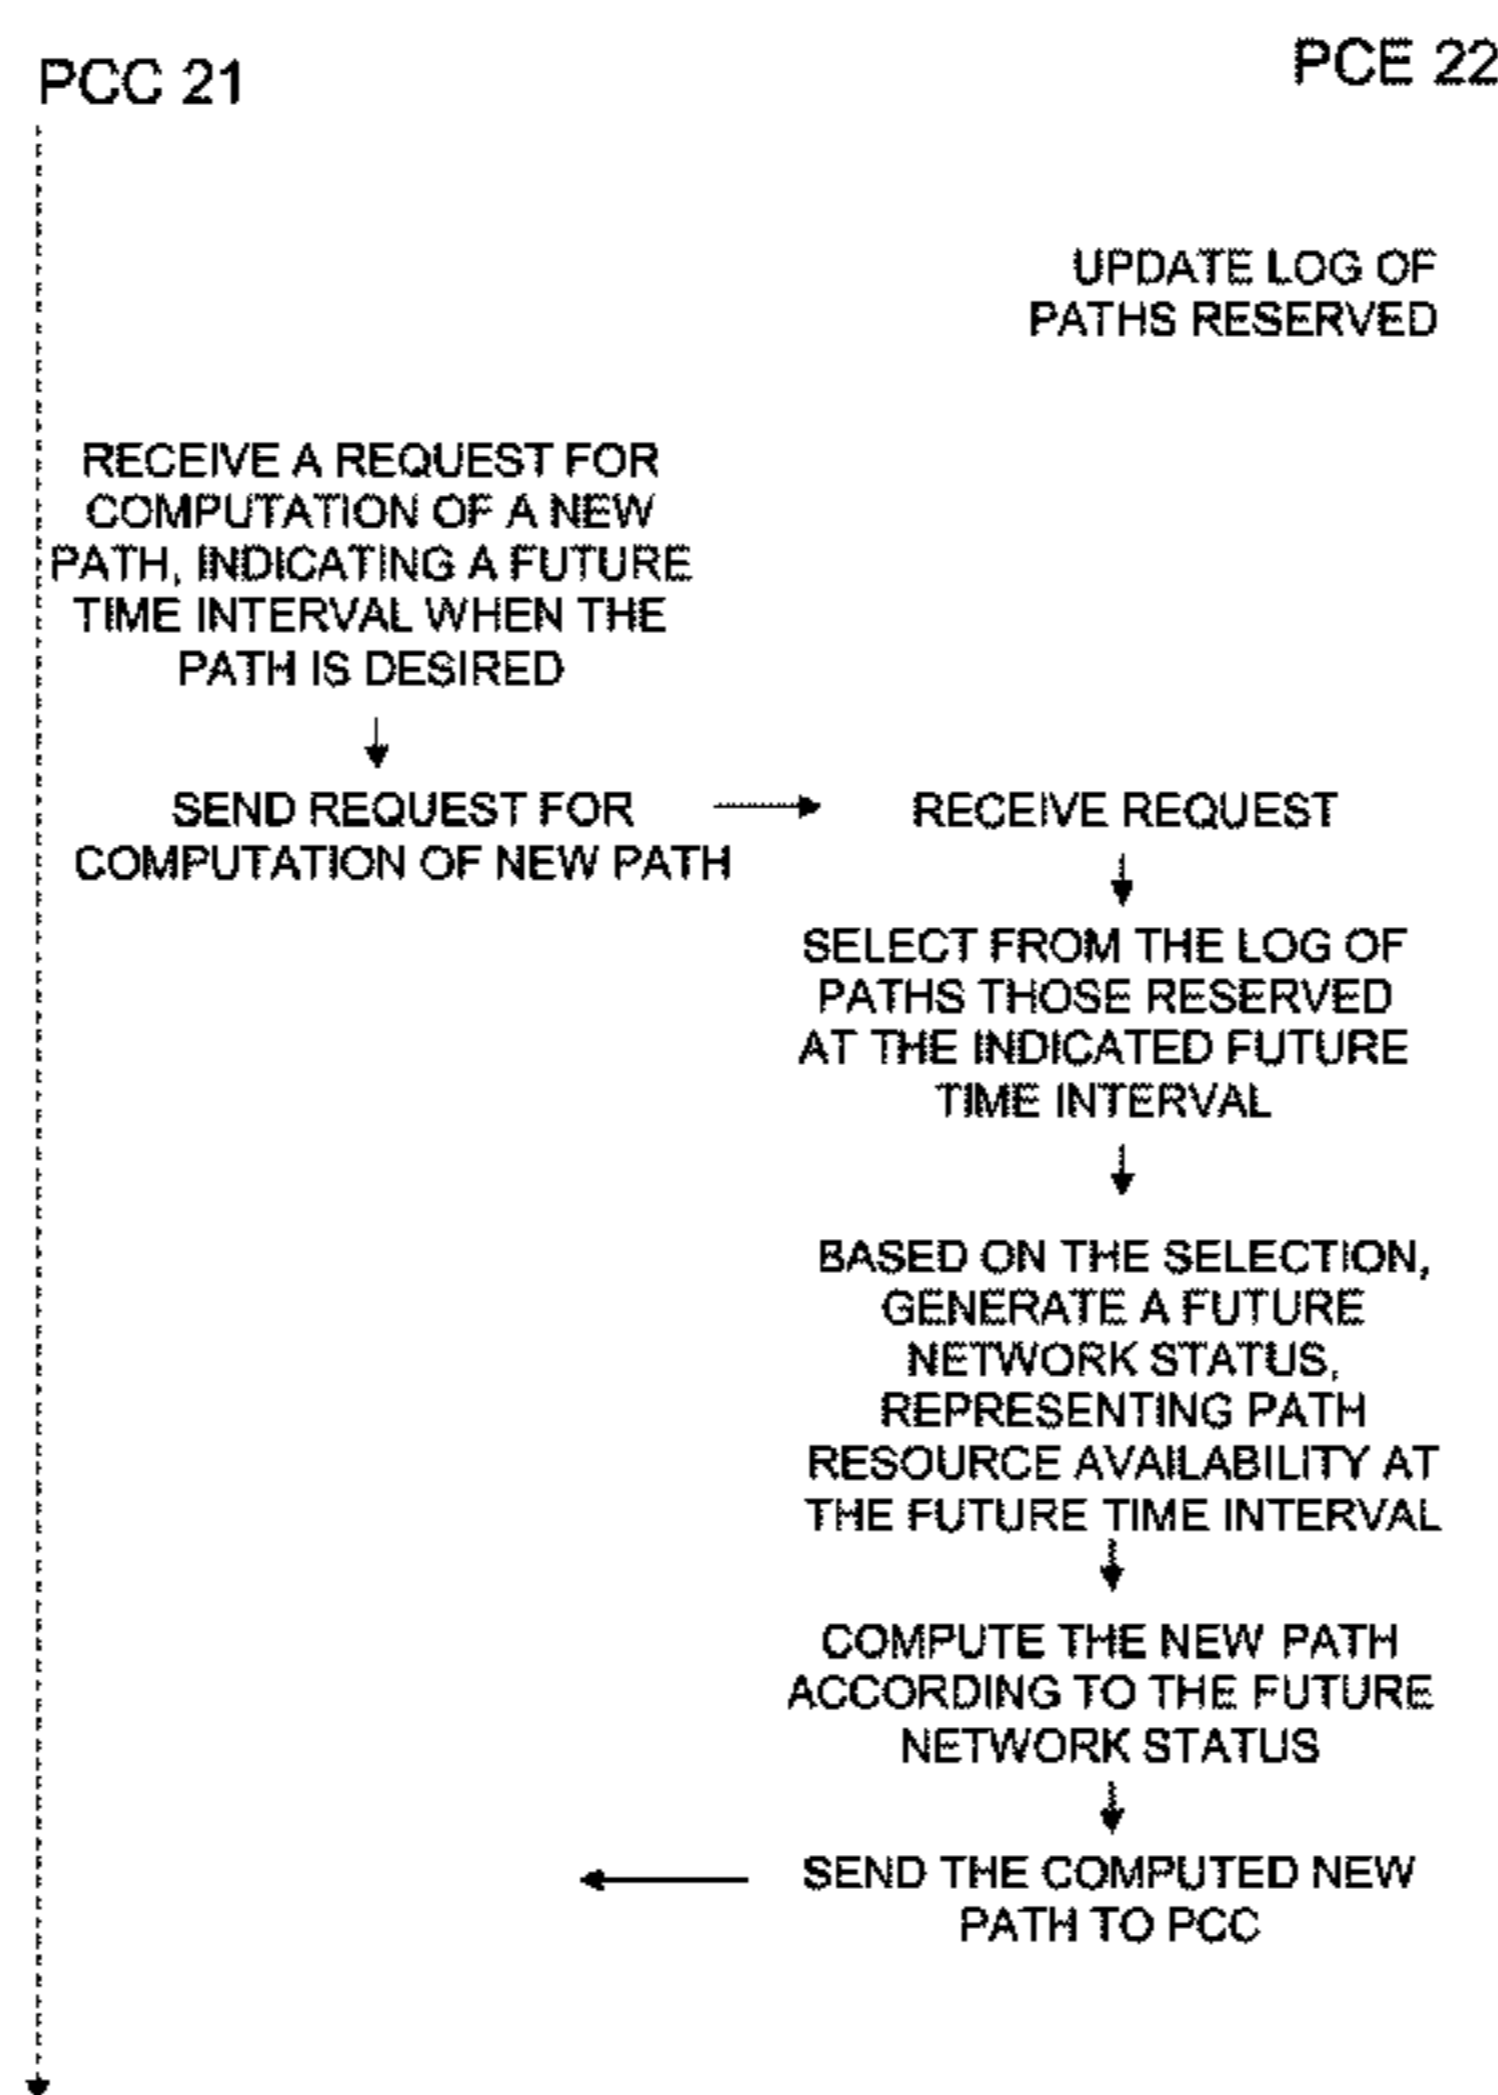 PCC 21
PCE 22
UPDATE LOG OF
PATHS RESERVED
RECEIVE A REQUEST FOR
COMPUTATION OF A NEW
PATH, INDICATING A FUTURE
TIME INTERVAL WHEN THE
PATH IS DESIRED
SEND REQUEST FOR
COMPUTATION OF NEW PATH
RECEIVE REQUEST
SELECT FROM THE LOG OF
PATHS THOSE RESERVED
AT THE INDICATED FUTURE
TIME INTERVAL
BASED ON THE SELECTION,
GENERATE A FUTURE
NETWORK STATUS,
REPRESENTING PATH
RESOURCE AVAILABILITY AT
THE FUTURE TIME INTERVAL
COMPUTE THE NEW PATH
ACCORDING TO THE FUTURE
NETWORK STATUS
SEND THE COMPUTED NEW
PATH TO PCC